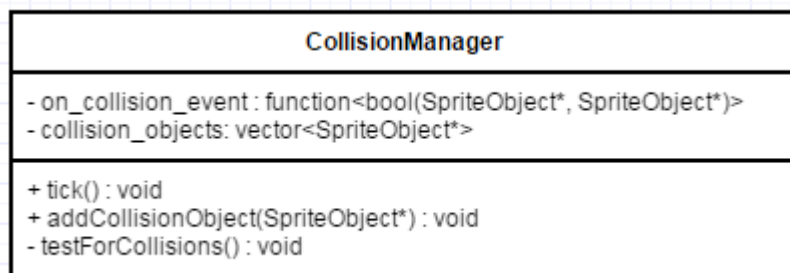 CollisionManager
- on_collision_event : function<bool(SpriteObject*, SpriteObject*)>
- collision_objects: vector<SpriteObject*>
+ tick() : void
+ addCollisionObject(SpriteObject*) : void
- testForCollisions() : void